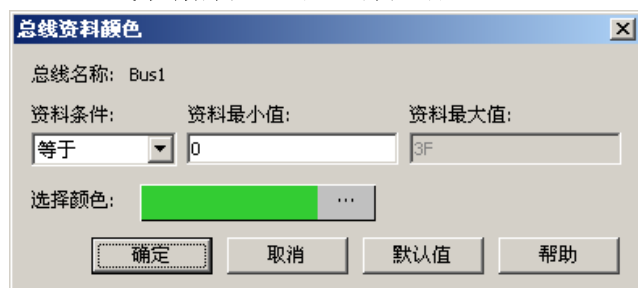 总线资料颜色
总线名称: Bus1
资料条件: 资料最小值: 资料最大值:
等于 0 3F
选择颜色: ...
确定 取消 默认值 帮助